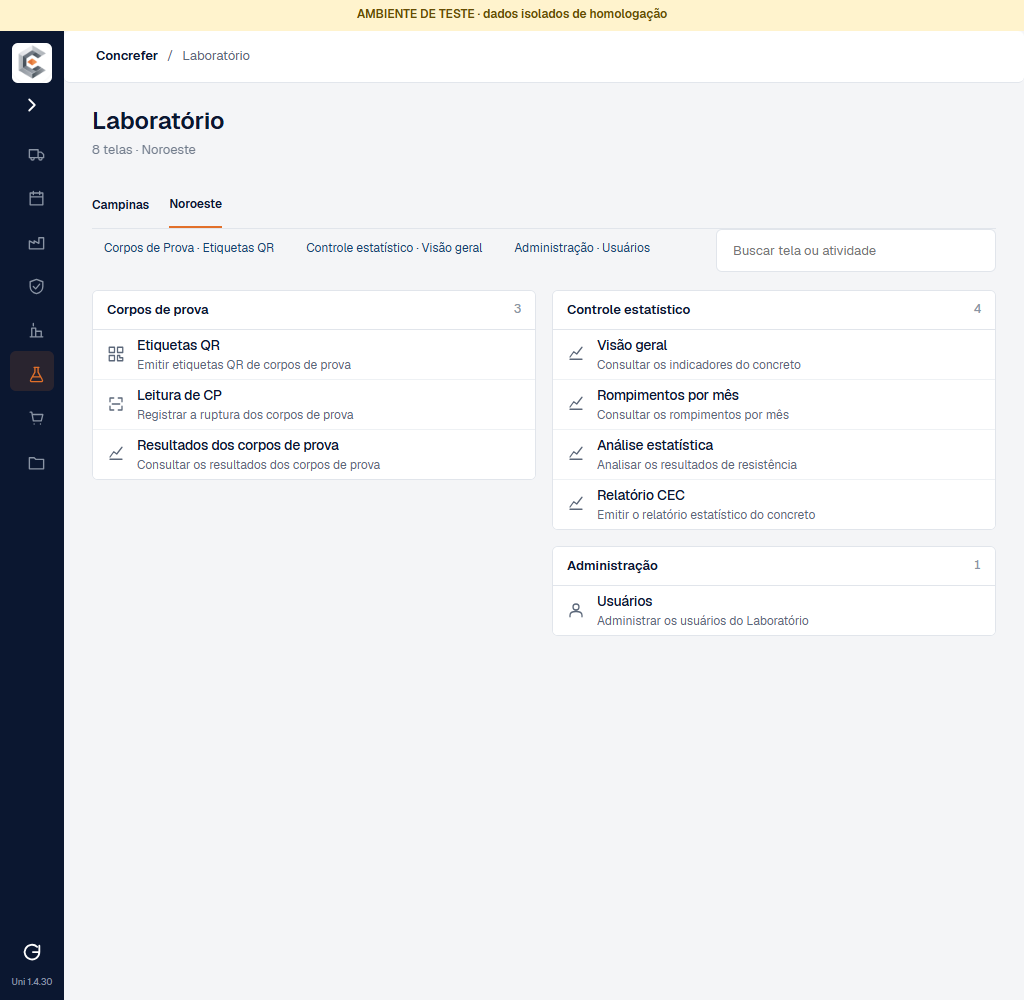 AMBIENTE DE TESTE · dados isolados de homologação
Concrefer / Laboratório
Laboratório
8 telas · Noroeste
Campinas Noroeste
Corpos de Prova · Etiquetas QR Controle estatístico · Visão geral Administração · Usuários
Buscar tela ou atividade
Corpos de prova 3
Etiquetas QR
Emitir etiquetas QR de corpos de prova
Leitura de CP
Registrar a ruptura dos corpos de prova
Resultados dos corpos de prova
Consultar os resultados dos corpos de prova
Controle estatístico 4
Visão geral
Consultar os indicadores do concreto
Rompimentos por mês
Consultar os rompimentos por mês
Análise estatística
Analisar os resultados de resistência
Relatório CEC
Emitir o relatório estatístico do concreto
Administração 1
Usuários
Administrar os usuários do Laboratório
Uni 1.4.30